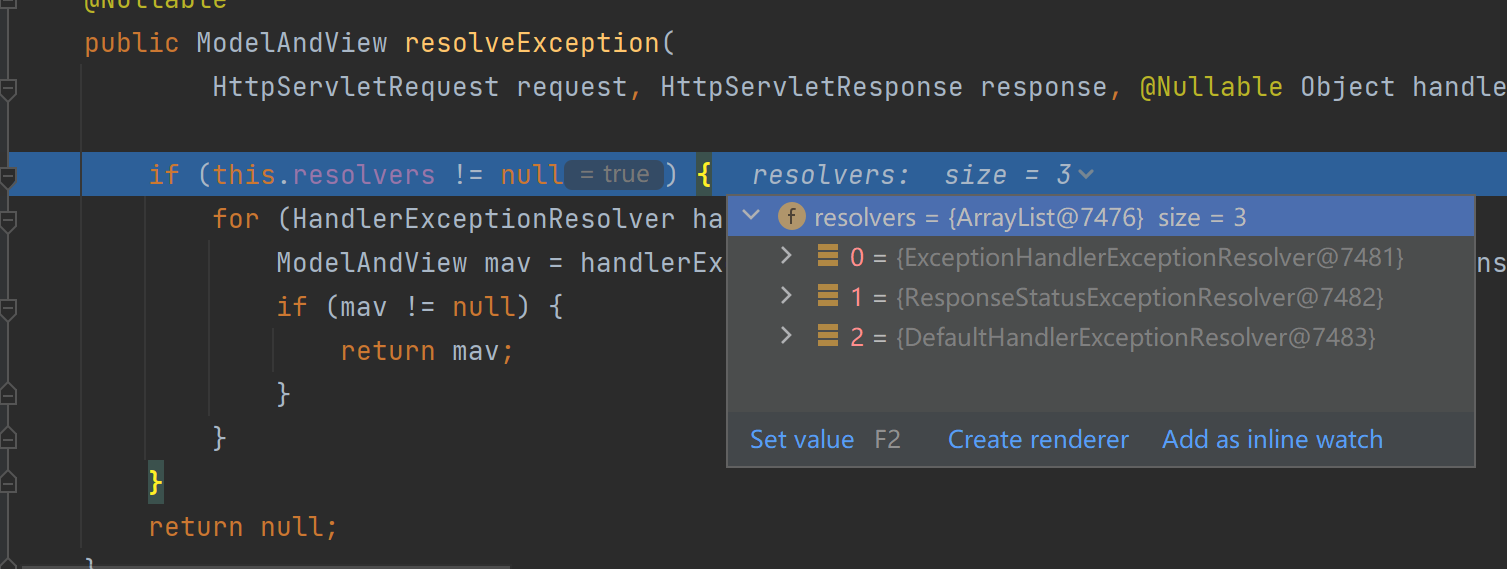 @Nullable
public ModelAndView resolveException(
HttpServletRequest request, HttpServletResponse response, @Nullable Object handle
if (this.resolvers != null = true ) { resolvers: size = 3
resolvers = {ArrayList@7476} size = 3
for (HandlerExceptionResolver ha
0 = {ExceptionHandlerExceptionResolver@7481}
ModelAndView mav = handlerEx
ns
1 = {ResponseStatusExceptionResolver@7482}
if (mav != null) {
2 = {DefaultHandlerExceptionResolver@7483}
return mav;
}
}
Set value F2 Create renderer Add as inline watch
}
return null;
}